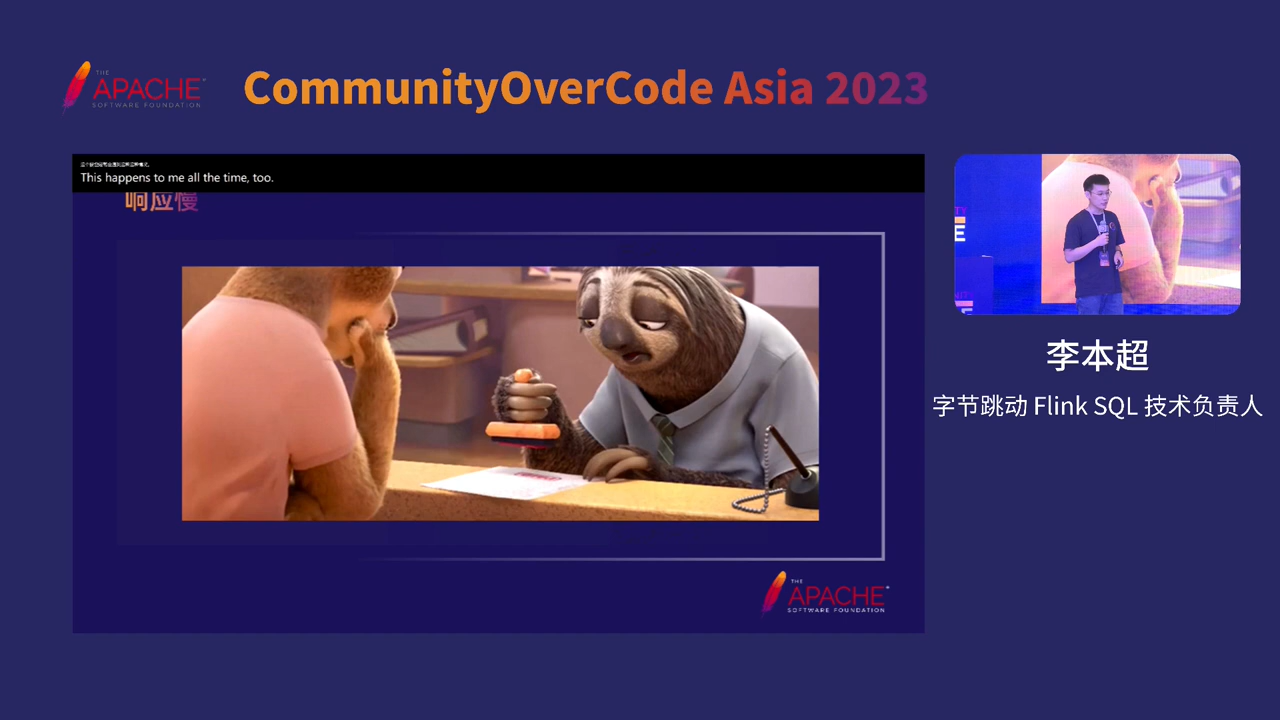 THE
APACHE
SOFTWARE FOUNDATION
CommunityOverCode Asia 2023
This happens to me all the time, too.
响应慢
E
李本超
字节跳动 Flink SQL 技术负责人
THE
APACHE
SOFTWARE FOUNDATION